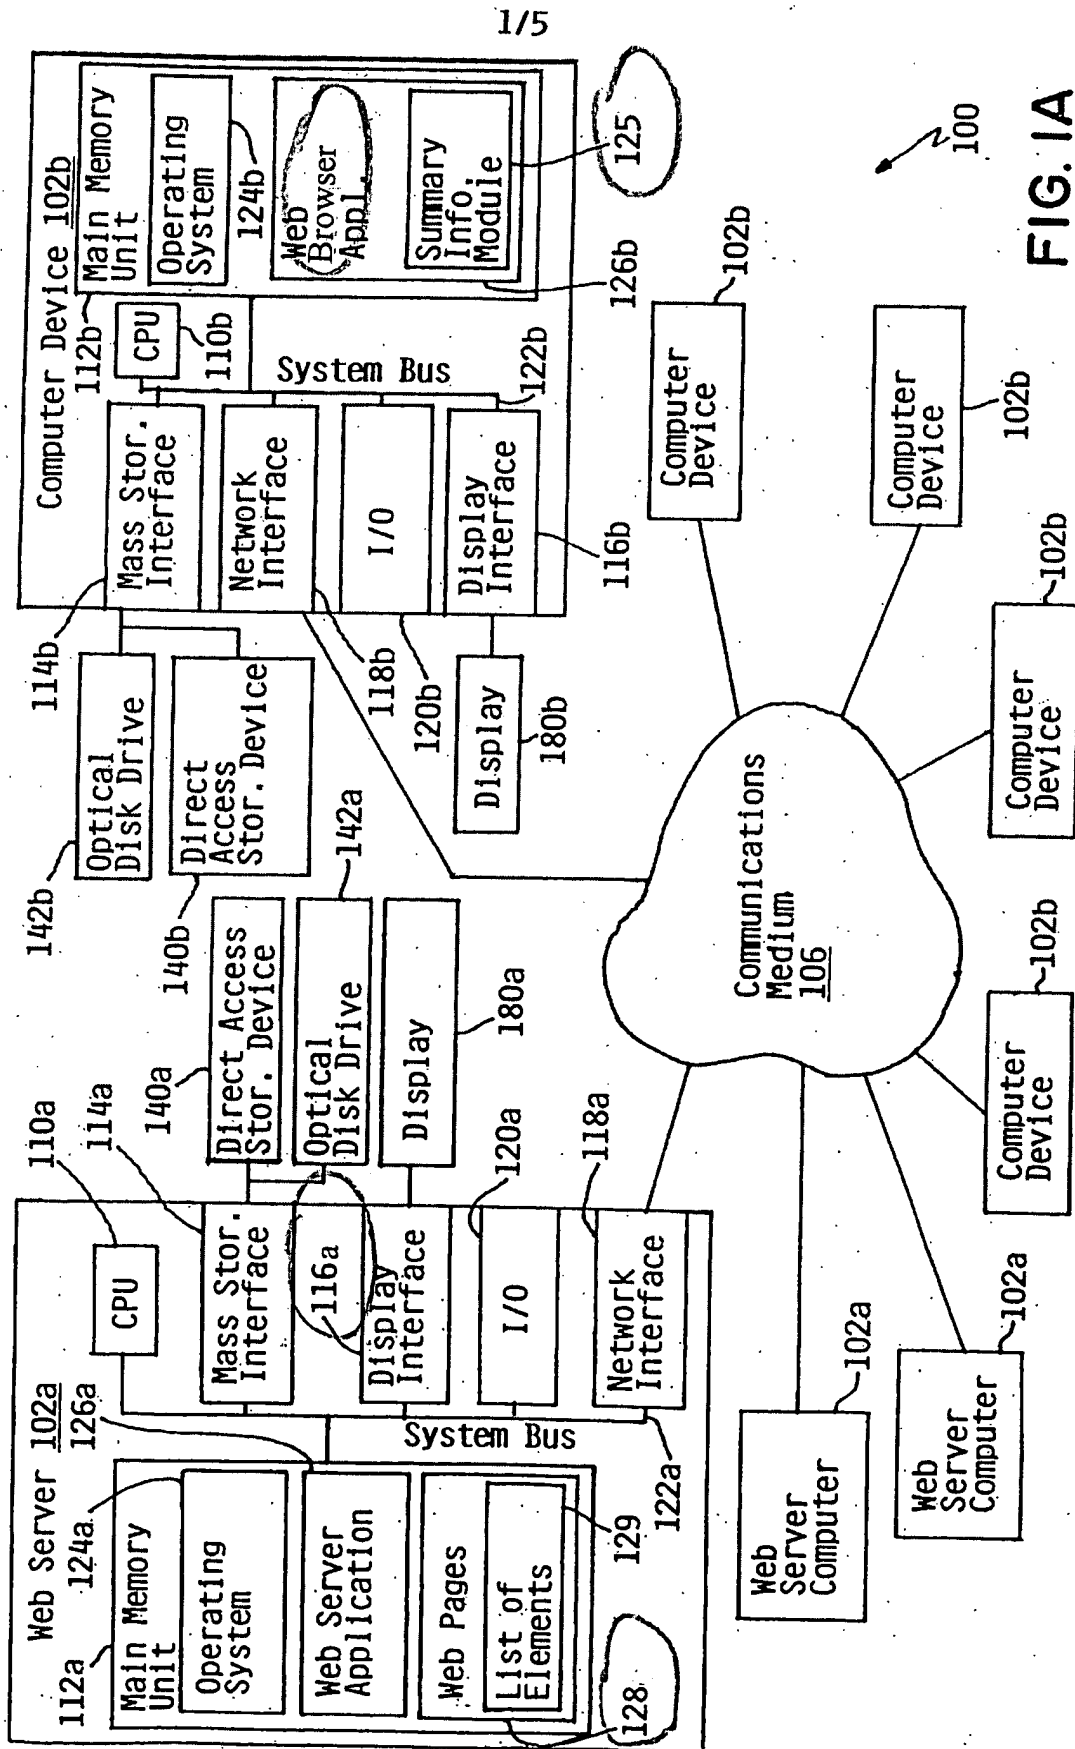 1/5
Web Server 102a
112a
Main Memory
Unit
124a
Operating
System
126a
Web Server
Application
Web Pages
List of
Elements
128
129
System Bus
122a
CPU
110a
Mass Stor.
Interface
114a
116a
Display
Interface
I/O
120a
Network
Interface
118a
Direct Access
Stor. Device
140a
Optical
Disk Drive
142a
Display
180a
Computer Device 102b
112b
Main Memory
Unit
Operating
System
124b
Web
Browser
Appl.
Summary
Info.
Module
125
126b
CPU
110b
System Bus
122b
Mass Stor.
Interface
114b
Network
Interface
118b
I/O
120b
Display
Interface
116b
Optical
Disk Drive
142b
Direct
Access
Stor. Device
140b
Display
180b
Communications
Medium
106
Web
Server
Computer
102a
Web
Server
Computer
102a
Computer
Device
102b
Computer
Device
102b
Computer
Device
102b
Computer
Device
102b
100
FIG. 1A